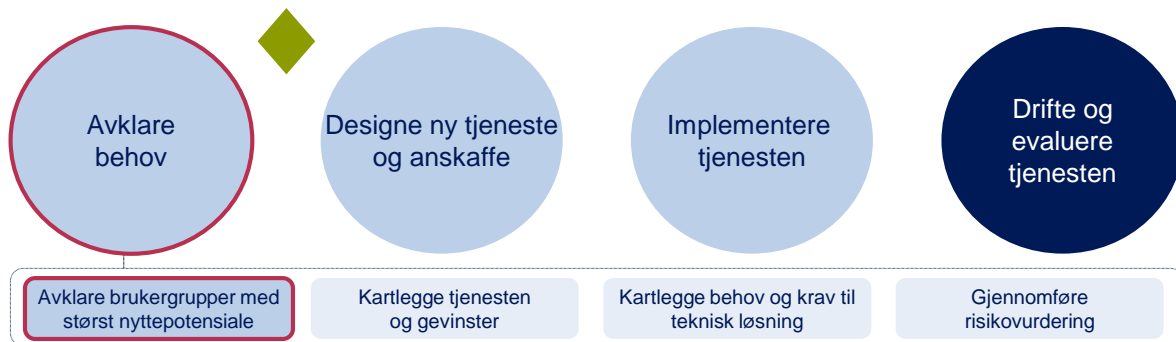 Avklare
behov
Designe ny tjeneste
og anskaffe
Implementere
tjenesten
Drifte og
evaluere
tjenesten
Avklare brukergrupper med
størst nyttepotensiale
Kartlegge tjenesten
og gevinster
Kartlegge behov og krav til
teknisk løsning
Gjennomføre
risikovurdering